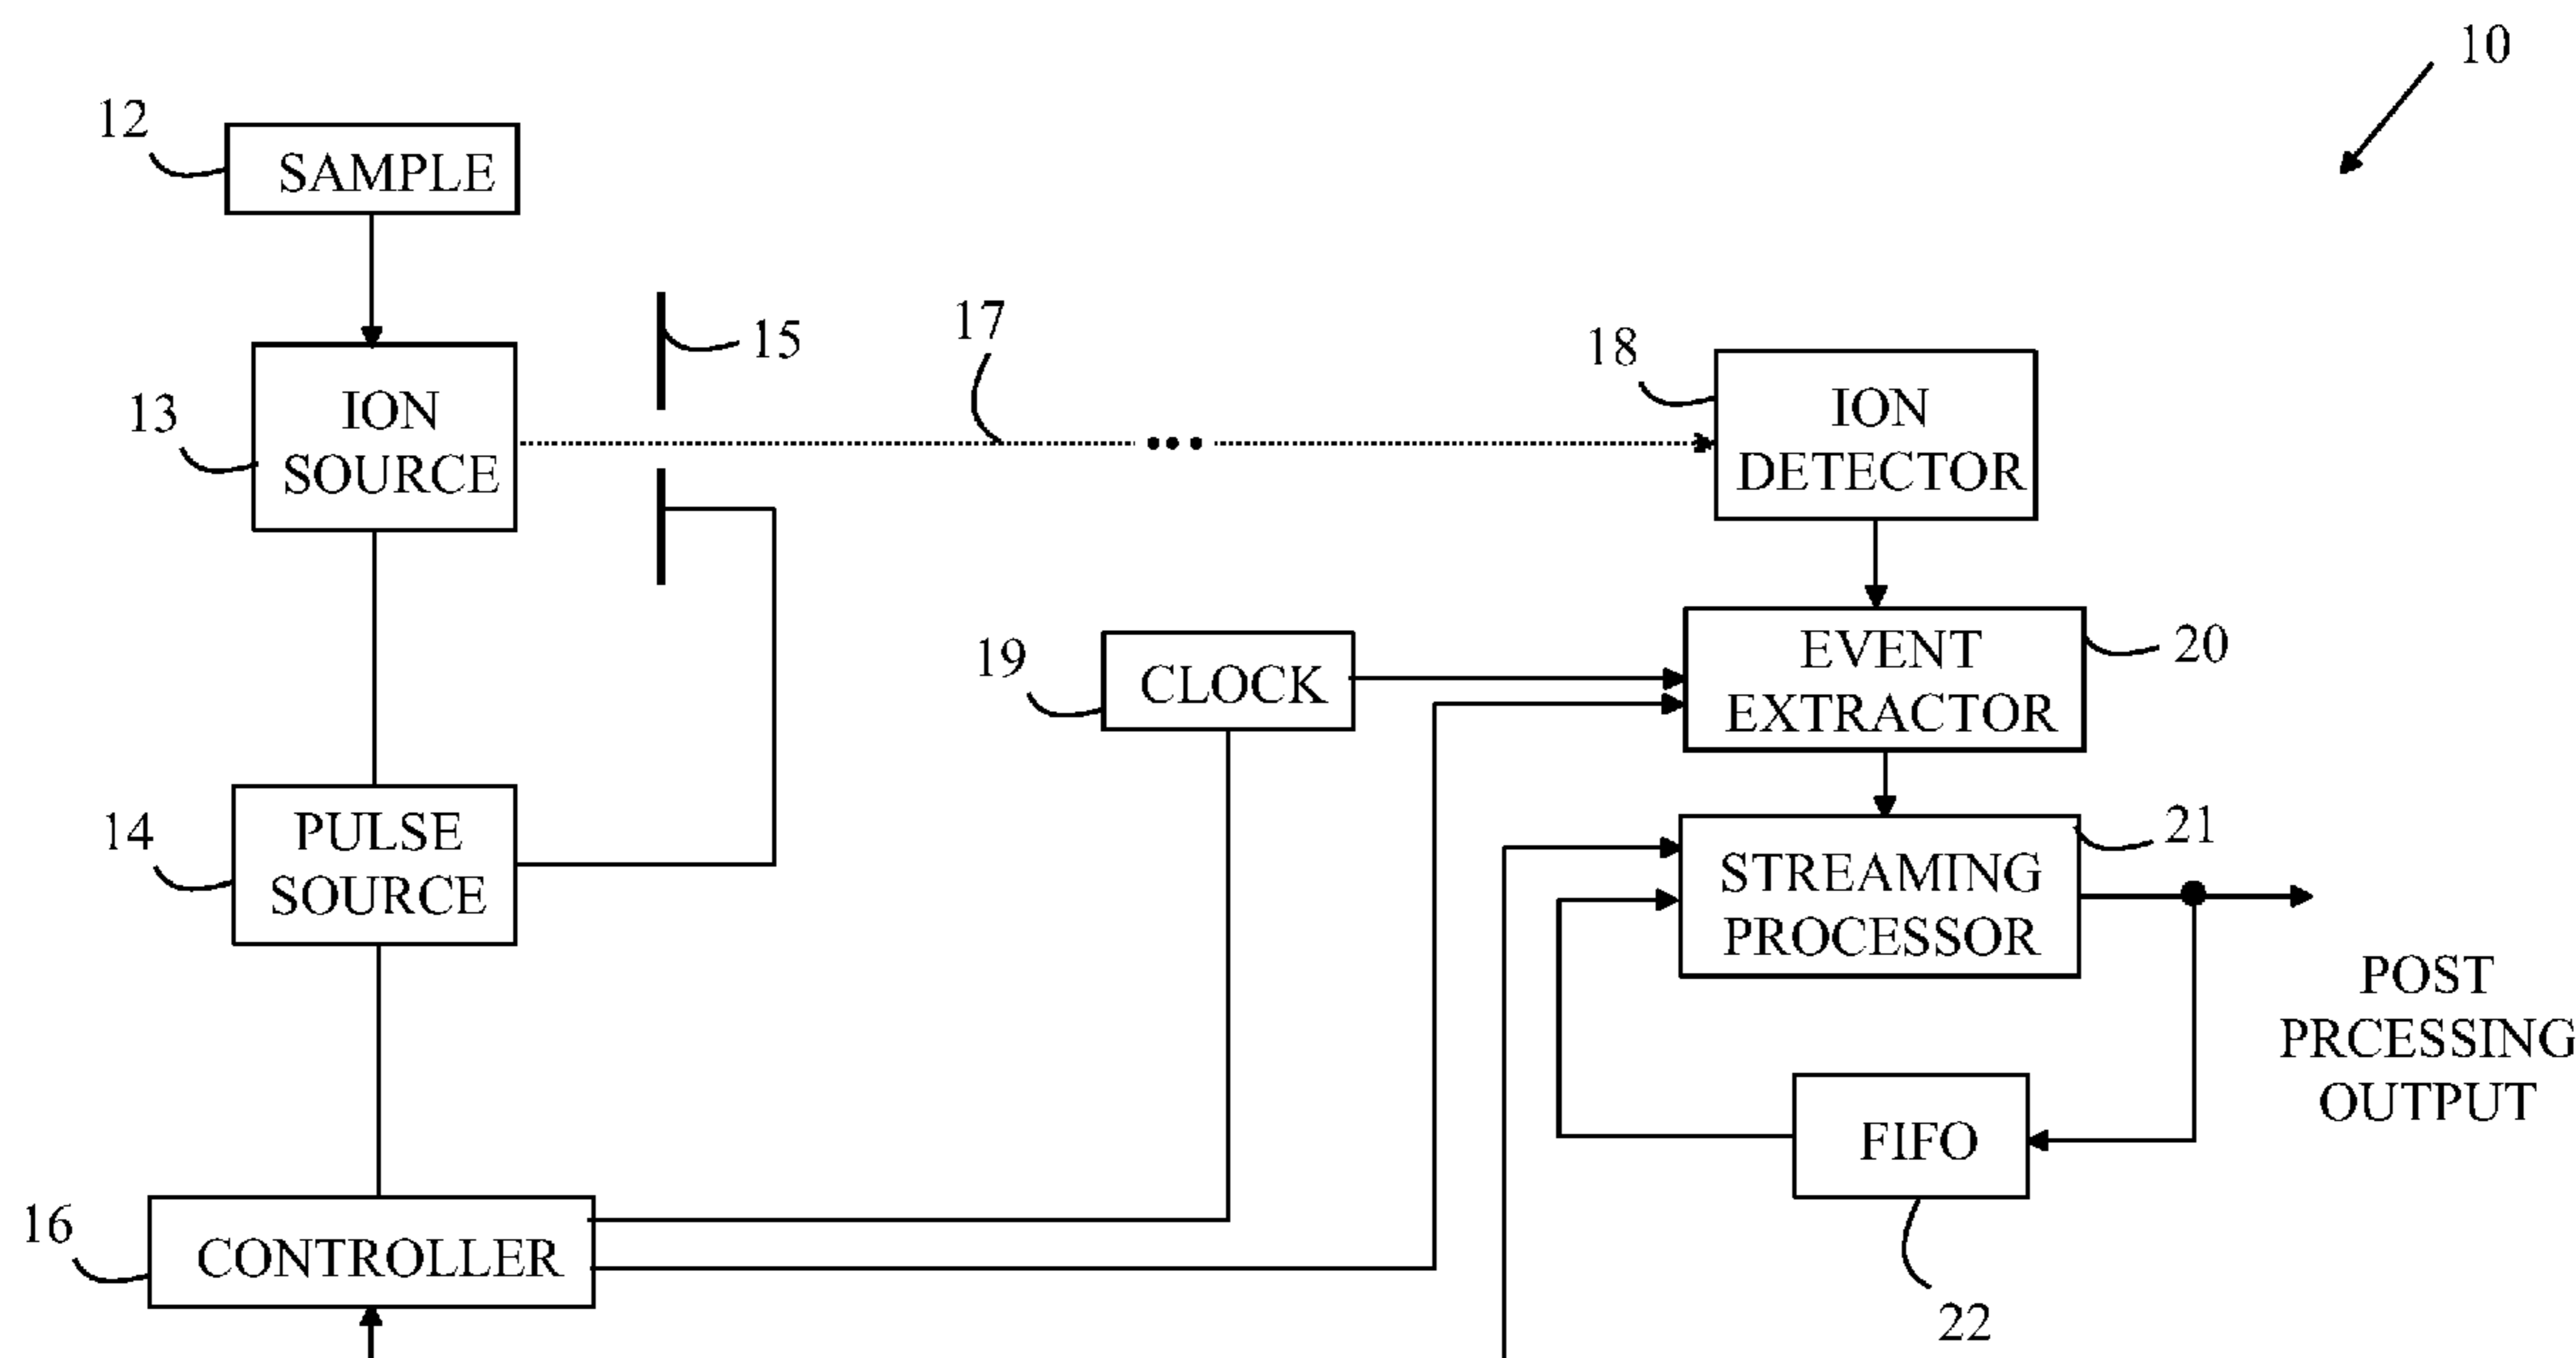 10
12
SAMPLE
15
17
13
ION
SOURCE
18
ION
DETECTOR
19
CLOCK
EVENT
EXTRACTOR
20
14
PULSE
SOURCE
21
STREAMING
PROCESSOR
POST
PRCESSING
OUTPUT
FIFO
22
16
CONTROLLER